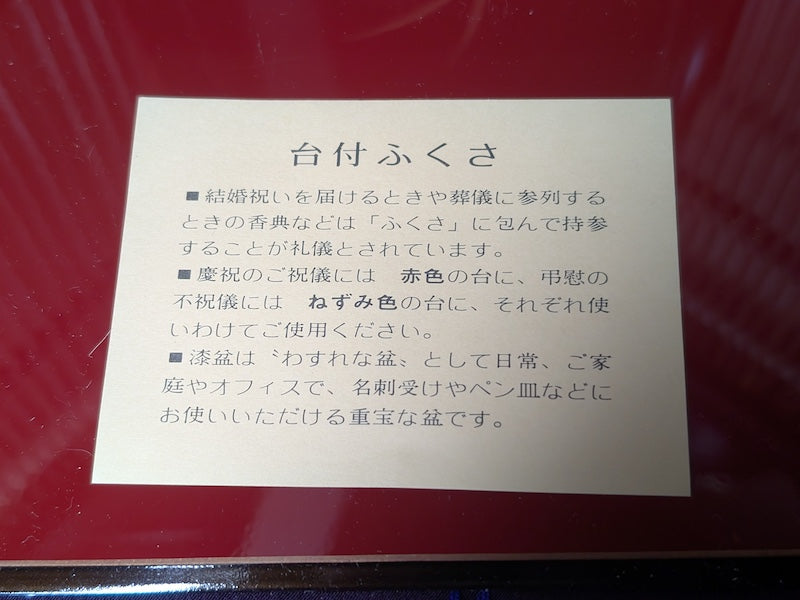 台付ふくさ
■結婚祝いを届けるときや葬儀に参列する
ときの香典などは「ふくさ」に包んで持参
することが礼儀とされています。
■慶祝のご祝儀には　赤色の台に、弔慰の
不祝儀には　ねずみ色の台に、それぞれ使
いわけてご使用ください。
■漆盆は〝わすれな盆〟として日常、ご家
庭やオフィスで、名刺受けやペン皿などに
お使いいただける重宝な盆です。